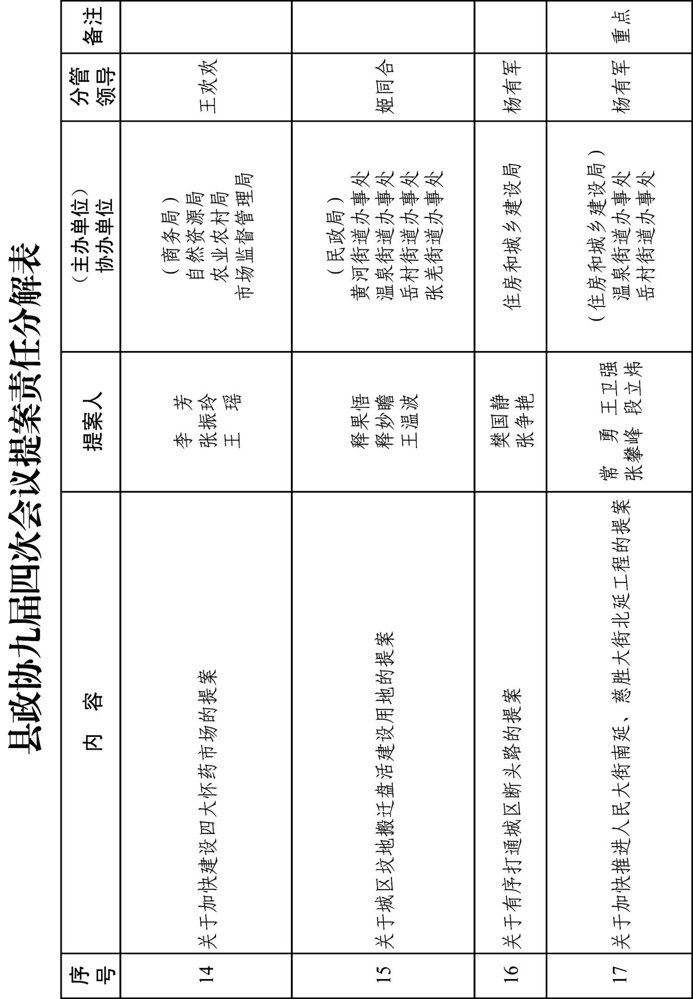 县政协九届四次会议提案责任分解表
序号
内 容
提案人
（主办单位）
协办单位
分管
领导
备注
14
关于加快建设四大怀药市场的提案
李 芳
张振玲
王 瑶
（商务局）
自然资源局
农业农村局
市场监督管理局
王欢欢
15
关于城区坟地搬迁盘活建设用地的提案
释果悟
释妙瞻
王温波
（民政局）
黄河街道办事处
温泉街道办事处
岳村街道办事处
张羌街道办事处
姬同合
16
关于有序打通城区断头路的提案
樊国静
张争艳
住房和城乡建设局
杨有军
17
关于加快推进人民大街南延、慈胜大街北延工程的提案
常 勇 王卫强
张攀峰 段立炜
（住房和城乡建设局）
温泉街道办事处
岳村街道办事处
杨有军
重点